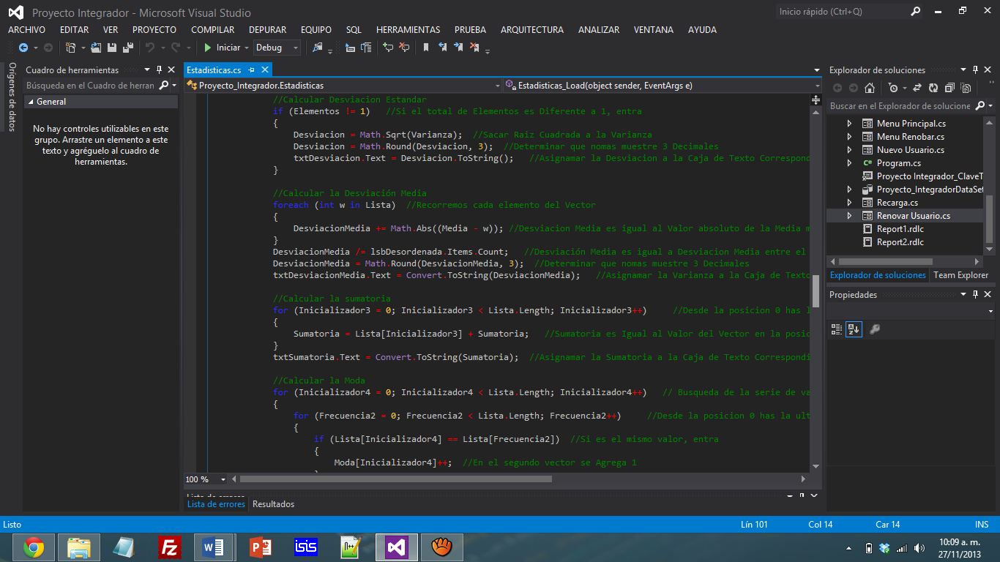 Proyecto Integrador - Microsoft Visual Studio
Inicio rápido (Ctrl+Q)
ARCHIVO EDITAR VER PROYECTO COMPILAR DEPURAR EQUIPO SQL HERRAMIENTAS PRUEBA ARQUITECTURA ANALIZAR VENTANA AYUDA
Iniciar Debug
Orígenes de datos
Cuadro de herramientas
Búsqueda en el Cuadro de herran
General
No hay controles utilizables en este
grupo. Arrastre un elemento a este
texto y agréguelo al cuadro de
herramientas.
Estadisticas.cs
Proyecto_Integrador.Estadisticas
Estadisticas_Load(object sender, EventArgs e)
//Calcular Desviacion Estandar
if (Elementos != 1) //Si el total de Elementos es Diferente a 1, entra
{
Desviacion = Math.Sqrt(Varianza); //Sacar Raiz Cuadrada a la Varianza
Desviacion = Math.Round(Desviacion, 3); //Determinar que nomas muestre 3 Decimales
txtDesviacion.Text = Desviacion.ToString(); //Asignamar la Desviacion a la Caja de Texto Correspond
}
//Calcular la Desviación Media
foreach (int w in Lista) //Recorremos cada elemento del Vector
{
DesviacionMedia += Math.Abs((Media - w)); //Desviacion Media es igual al Valor absoluto de la Media m
}
DesviacionMedia /= lsbDesordenada.Items.Count; //Desviación Media es igual a Desviacion Media entre el
DesviacionMedia = Math.Round(DesviacionMedia, 3); //Determinar que nomas muestre 3 Decimales
txtDesviacionMedia.Text = Convert.ToString(DesviacionMedia); //Asignamar la Varianza a la Caja de Texto
//Calcular la sumatoria
for (Inicializador3 = 0; Inicializador3 < Lista.Length; Inicializador3++) //Desde la posicion 0 has l
{
Sumatoria = Lista[Inicializador3] + Sumatoria; //Sumatoria es Igual al Valor del Vector en la posic
}
txtSumatoria.Text = Convert.ToString(Sumatoria); //Asignamar la Sumatoria a la Caja de Texto Correspondi
//Calcular la Moda
for (Inicializador4 = 0; Inicializador4 < Lista.Length; Inicializador4++) // Busqueda de la serie de va
{
for (Frecuencia2 = 0; Frecuencia2 < Lista.Length; Frecuencia2++) //Desde la posicion 0 has la ult
{
if (Lista[Inicializador4] == Lista[Frecuencia2]) //Si es el mismo valor, entra
{
Moda[Inicializador4]++; //En el segundo vector se Agrega 1
100 %
Lista de errores
Lista de errores Resultados
Explorador de soluciones
Buscar en el Explorador de solucione
Menu Principal.cs
Menu Renobar.cs
Nuevo Usuario.cs
C# Program.cs
Proyecto Integrador_ClaveT
Proyecto_IntegradorDataSet
Recarga.cs
Renovar Usuario.cs
Report1.rdlc
Report2.rdlc
Explorador de soluciones Team Explorer
Propiedades
Listo Lín 101 Col 14 Car 14 INS
Fz
W
P
isis
10:09 a. m.
27/11/2013